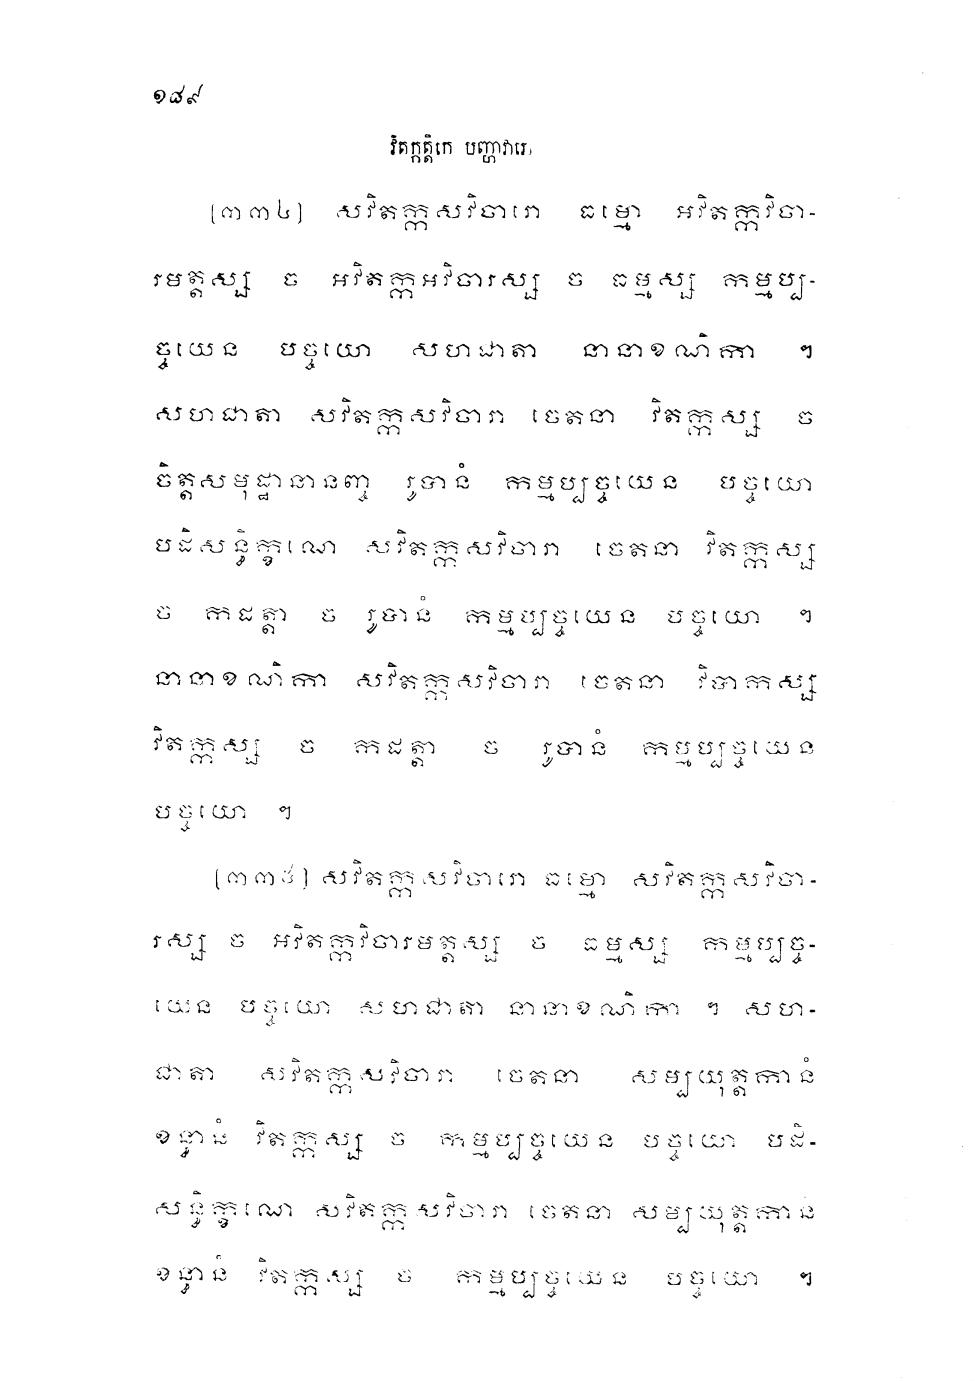 ១៨៩
វិតក្កត្តិកេ បញ្ហាវារេ
[៣៣៤] សវិតក្កសវិចារោ ធម្មោ អវិតក្កវិចា-
រមត្តស្ស ច អវិតក្កអវិចារស្ស ច ធម្មស្ស កម្មប្ប-
ច្ចយេន បច្ចយោ សហជាតា នានាខណិកា ។
សហជាតា សវិតក្កសវិចារា ចេតនា វិតក្កស្ស ច
ចិត្តសមុដ្ឋានានញ្ច រូបានំ កម្មប្បច្ចយេន បច្ចយោ
បដិសន្ធិក្ខណេ សវិតក្កសវិចារា ចេតនា វិតក្កស្ស
ច កដត្តា ច រូបានំ កម្មប្បច្ចយេន បច្ចយោ ។
នានាខណិកា សវិតក្កសវិចារា ចេតនា វិបាកស្ស
វិតក្កស្ស ច កដត្តា ច រូបានំ កម្មប្បច្ចយេន
បច្ចយោ ។
[៣៣៥] សវិតក្កសវិចារោ ធម្មោ សវិតក្កសវិចា-
រស្ស ច អវិតក្កវិចារមត្តស្ស ច ធម្មស្ស កម្មប្បច្ច-
យេន បច្ចយោ សហជាតា នានាខណិកា ។ សហ-
ជាតា សវិតក្កសវិចារា ចេតនា សម្បយុត្តកានំ
ខន្ធានំ វិតក្កស្ស ច កម្មប្បច្ចយេន បច្ចយោ បដិ-
សន្ធិក្ខណេ សវិតក្កសវិចារា ចេតនា សម្បយុត្តកានំ
ខន្ធានំ វិតក្កស្ស ច កម្មប្បច្ចយេន បច្ចយោ ។